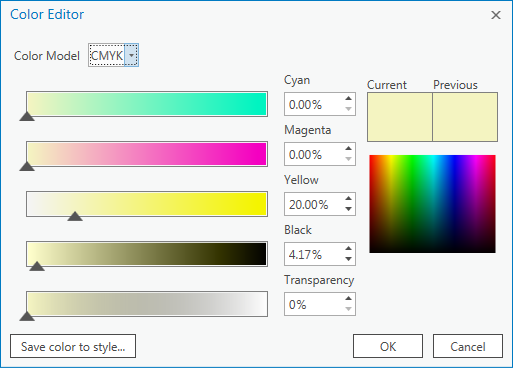 Color Editor
Color Model CMYK
Cyan
0.00%
Current Previous
Magenta
0.00%
Yellow
20.00%
Black
4.17%
Transparency
0%
Save color to style...
OK
Cancel